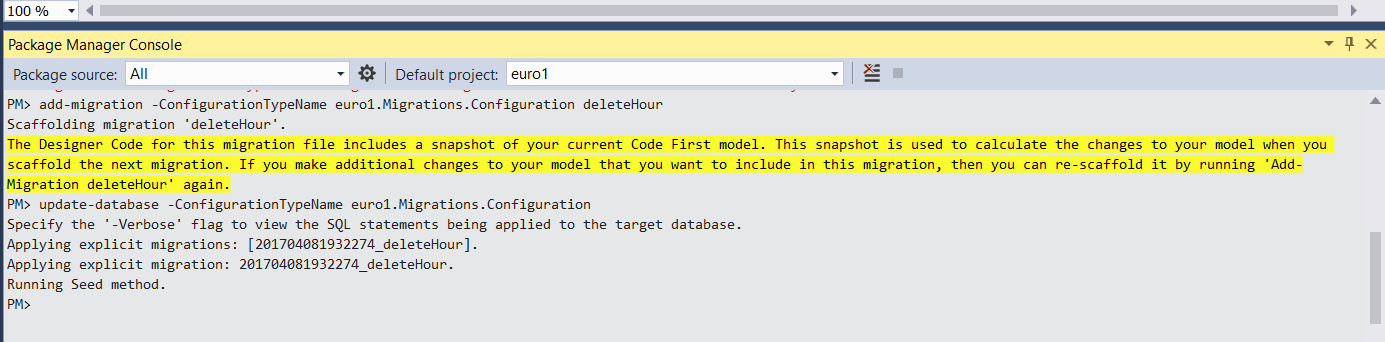 100 %
Package Manager Console
Package source: All Default project: euro1
PM> add-migration -ConfigurationTypeName euro1.Migrations.Configuration deleteHour
Scaffolding migration 'deleteHour'.
The Designer Code for this migration file includes a snapshot of your current Code First model. This snapshot is used to calculate the changes to your model when you
scaffold the next migration. If you make additional changes to your model that you want to include in this migration, then you can re-scaffold it by running 'Add-
Migration deleteHour' again.
PM> update-database -ConfigurationTypeName euro1.Migrations.Configuration
Specify the '-Verbose' flag to view the SQL statements being applied to the target database.
Applying explicit migrations: [201704081932274_deleteHour].
Applying explicit migration: 201704081932274_deleteHour.
Running Seed method.
PM>